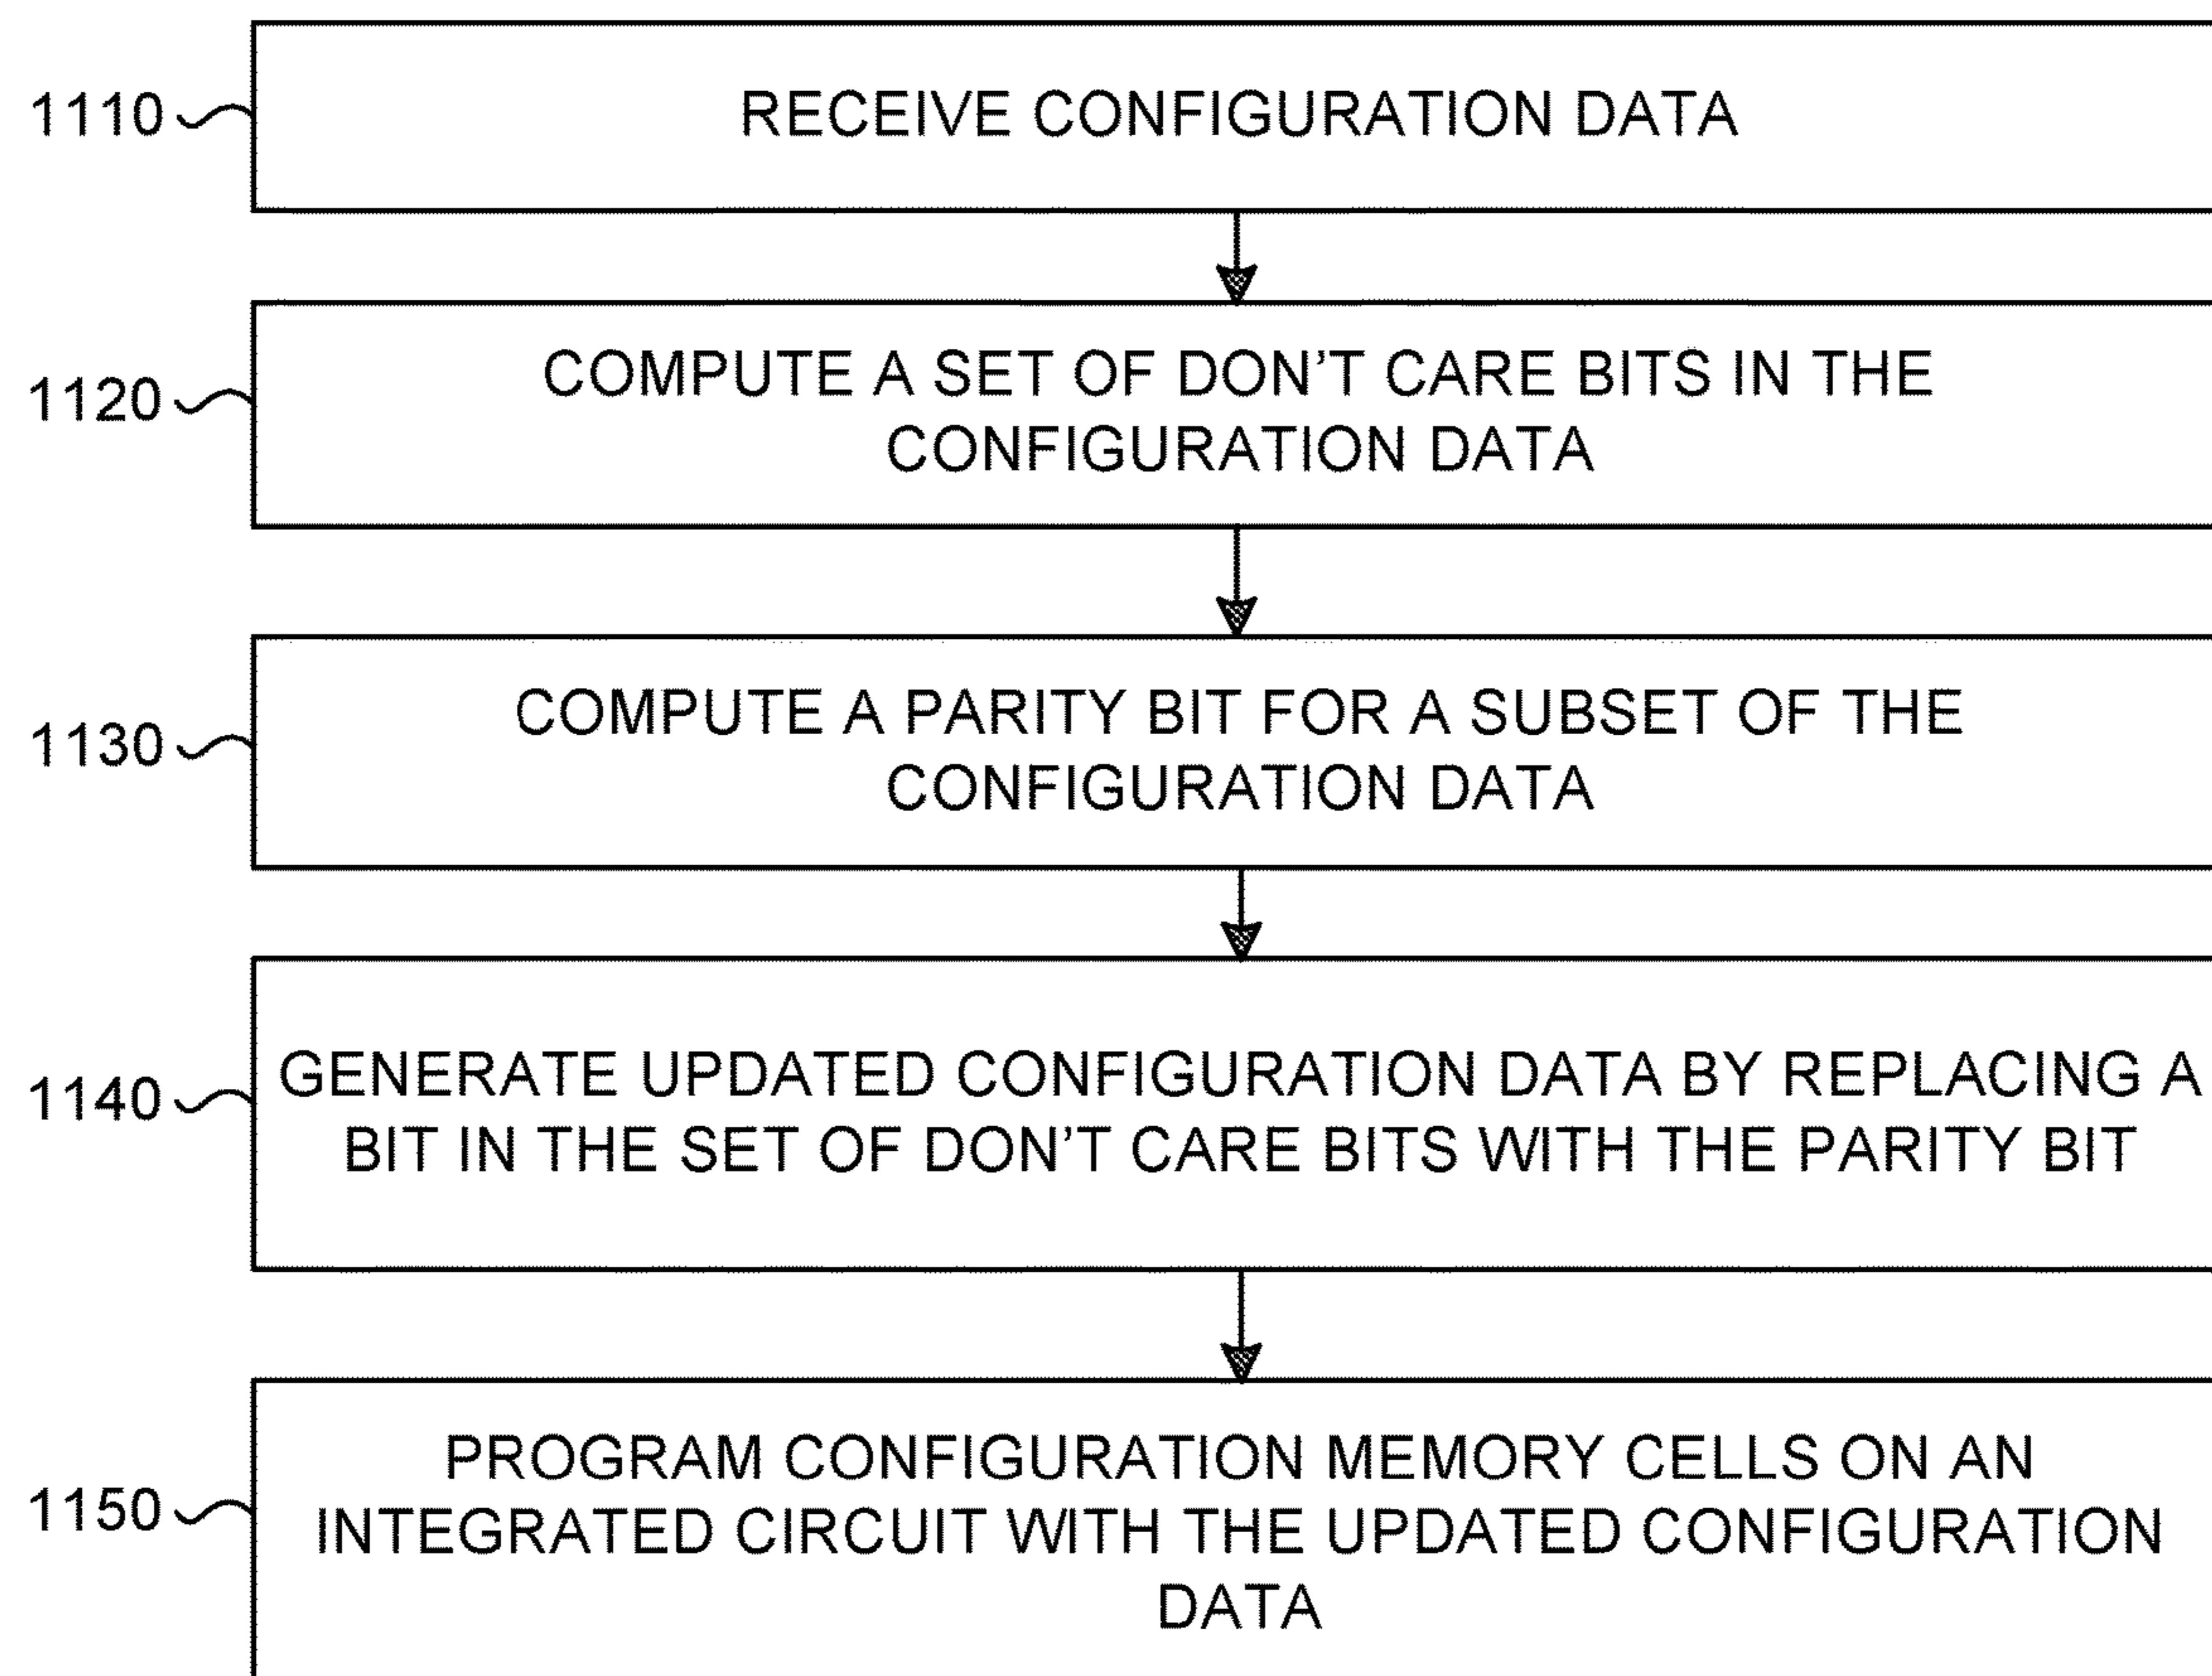 1110
RECEIVE CONFIGURATION DATA
1120
COMPUTE A SET OF DON'T CARE BITS IN THE
CONFIGURATION DATA
1130
COMPUTE A PARITY BIT FOR A SUBSET OF THE
CONFIGURATION DATA
1140
GENERATE UPDATED CONFIGURATION DATA BY REPLACING A
BIT IN THE SET OF DON'T CARE BITS WITH THE PARITY BIT
1150
PROGRAM CONFIGURATION MEMORY CELLS ON AN
INTEGRATED CIRCUIT WITH THE UPDATED CONFIGURATION
DATA